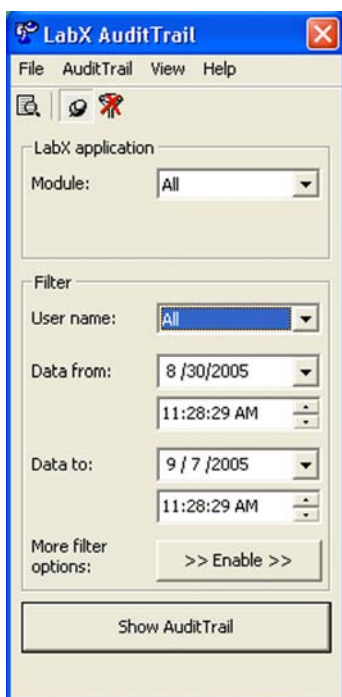 LabX AuditTrail
File AuditTrail View Help
LabX application
Module: All
Filter
User name: All
Data from: 8 /30/2005
11:28:29 AM
Data to: 9 / 7 /2005
11:28:29 AM
More filter
options: >> Enable >>
Show AuditTrail